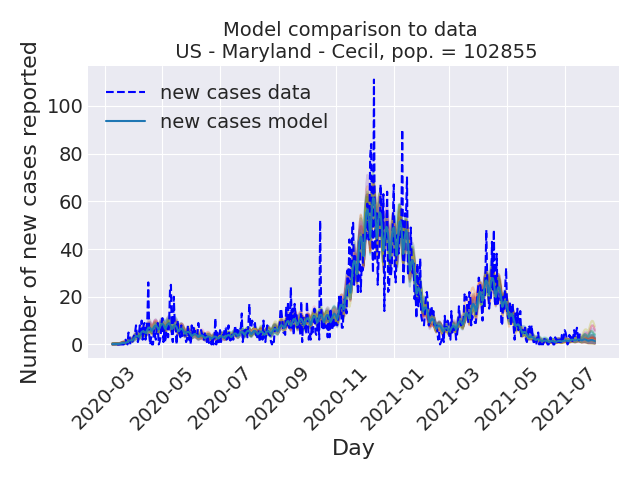 Model comparison to data
US - Maryland - Cecil, pop. = 102855
Number of new cases reported
100
80
60
40
20
0
new cases data
new cases model
2020-03
2020-05
2020-07
2020-09
2020-11
2021-01
2021-03
2021-05
2021-07
Day